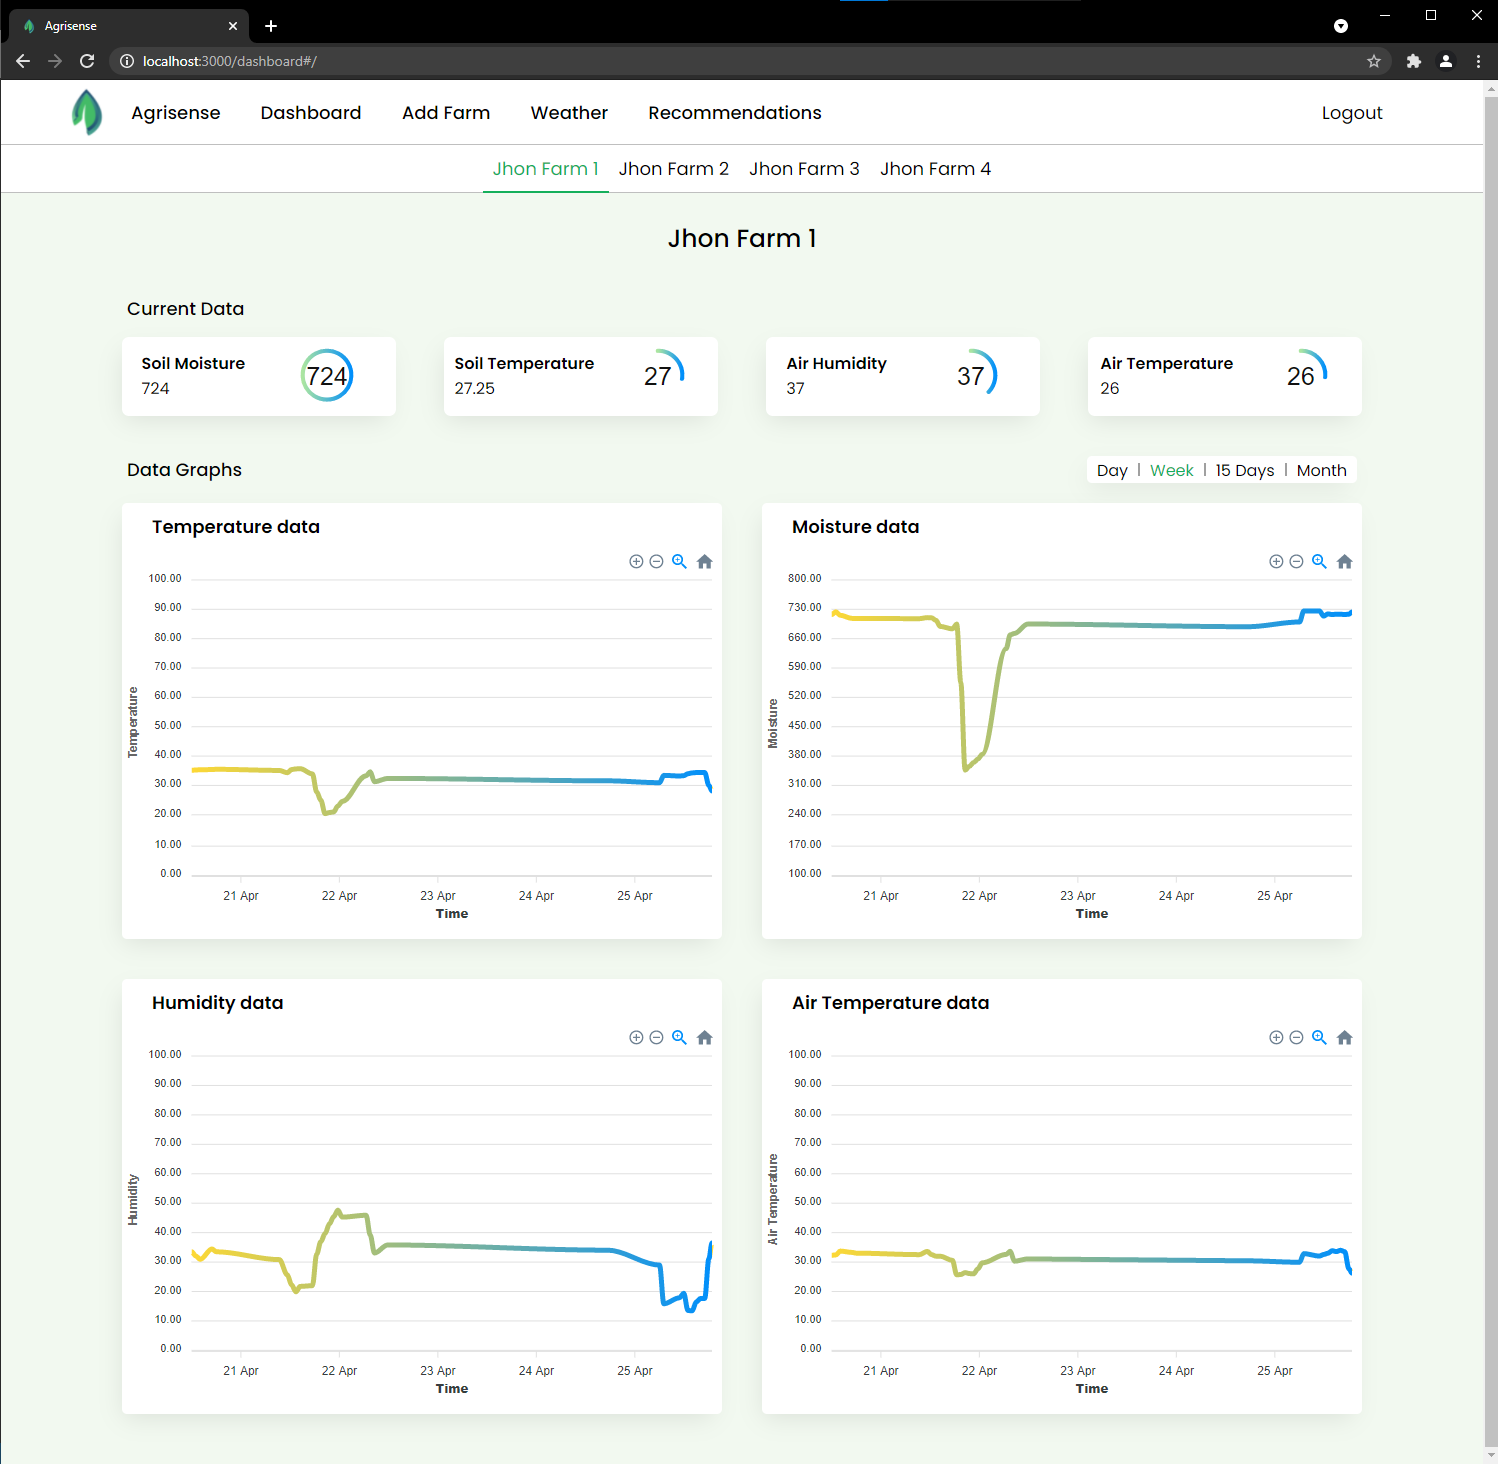 Agrisense
localhost:3000/dashboard#/
Agrisense Dashboard Add Farm Weather Recommendations Logout
Jhon Farm 1 Jhon Farm 2 Jhon Farm 3 Jhon Farm 4
Jhon Farm 1
Current Data
Soil Moisture
724
724
Soil Temperature
27.25
27
Air Humidity
37
37
Air Temperature
26
26
Data Graphs
Day | Week | 15 Days | Month
Temperature data
100.00
90.00
80.00
70.00
60.00
50.00
40.00
30.00
20.00
10.00
0.00
Temperature
21 Apr 22 Apr 23 Apr 24 Apr 25 Apr
Time
Moisture data
800.00
730.00
660.00
590.00
520.00
450.00
380.00
310.00
240.00
170.00
100.00
Moisture
21 Apr 22 Apr 23 Apr 24 Apr 25 Apr
Time
Humidity data
100.00
90.00
80.00
70.00
60.00
50.00
40.00
30.00
20.00
10.00
0.00
Humidity
21 Apr 22 Apr 23 Apr 24 Apr 25 Apr
Time
Air Temperature data
100.00
90.00
80.00
70.00
60.00
50.00
40.00
30.00
20.00
10.00
0.00
Air Temperature
21 Apr 22 Apr 23 Apr 24 Apr 25 Apr
Time